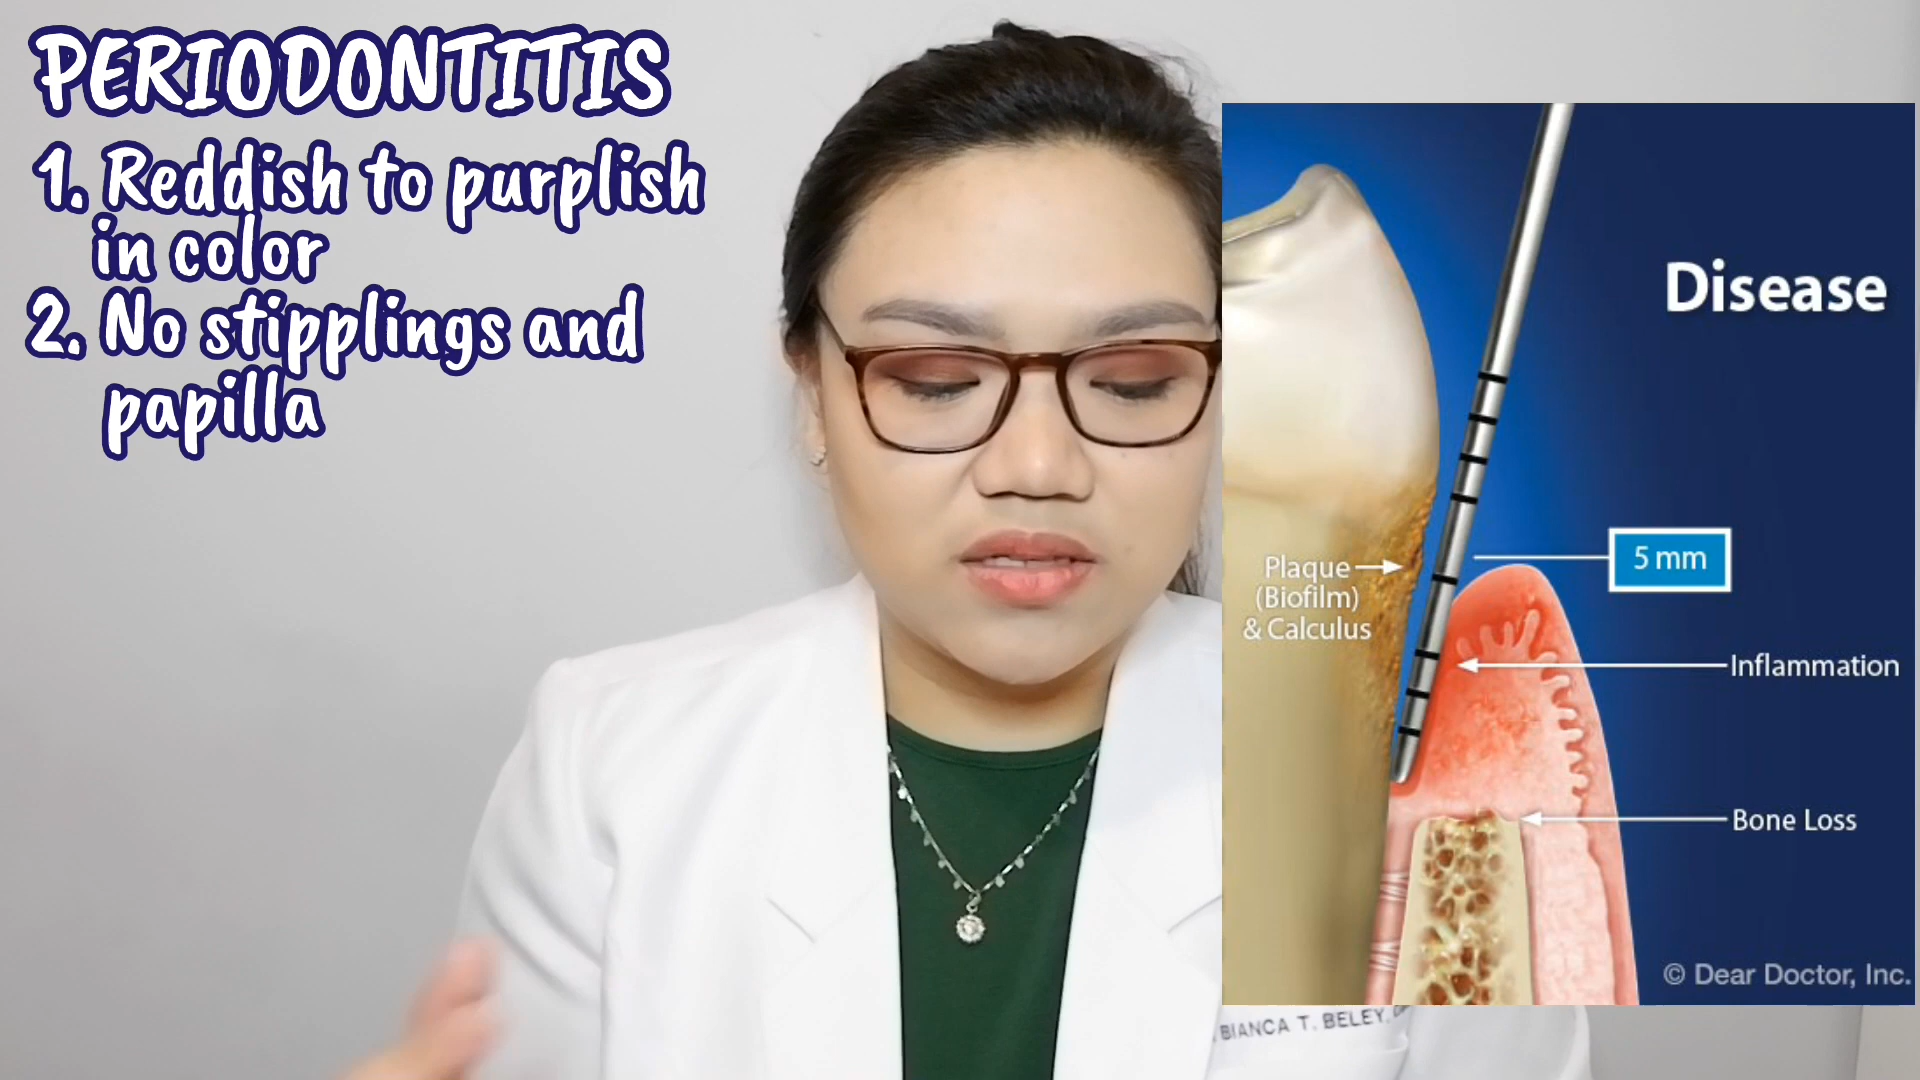 PERIODONTITIS
1. Reddish to purplish
in color
2. No stipplings and
papilla
Disease
5 mm
Plaque
(Biofilm)
& Calculus
Inflammation
Bone Loss
© Dear Doctor, Inc.
BIANCA T. BELEY,